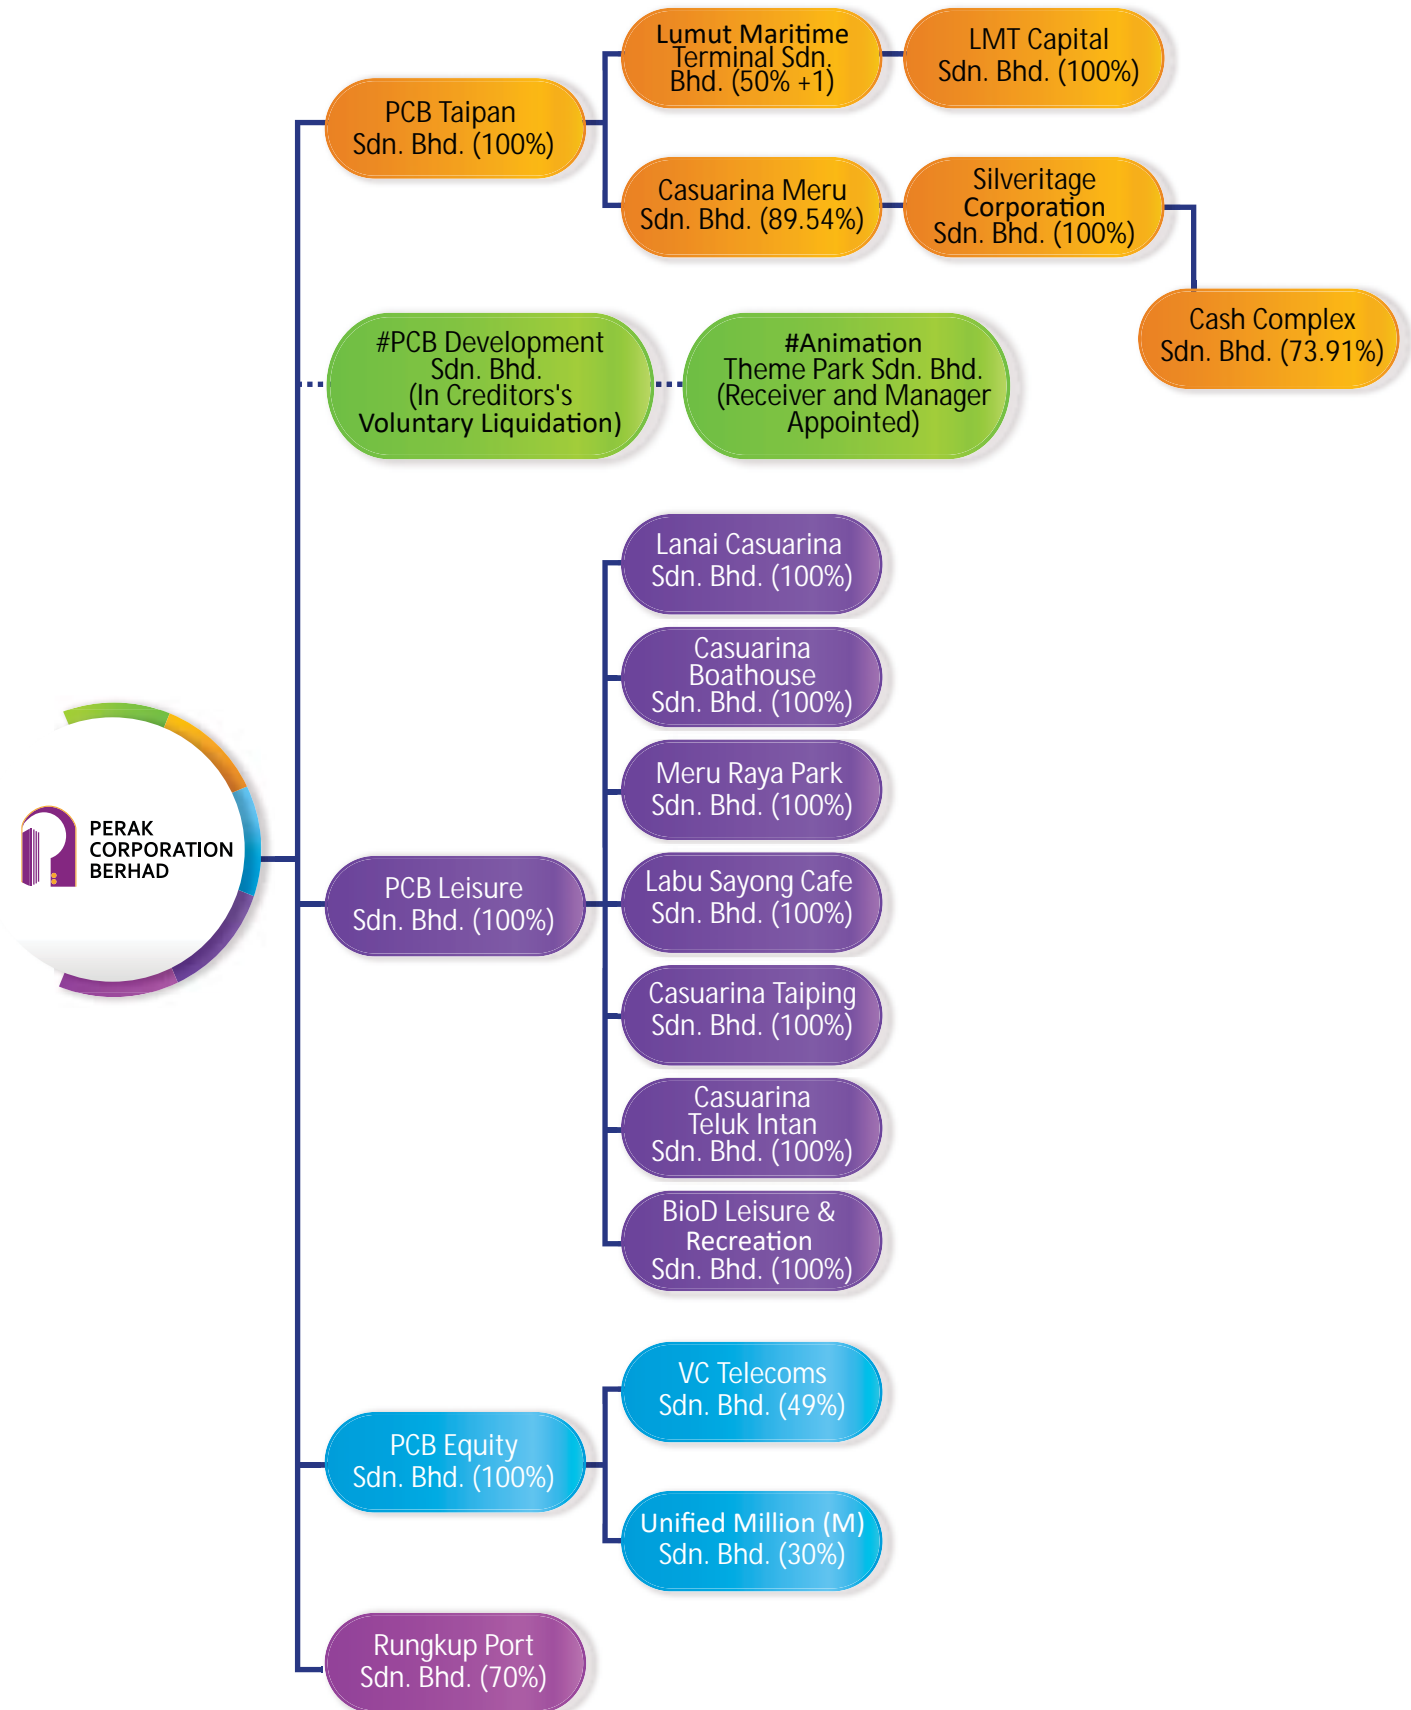 Lumut Maritime
Terminal Sdn.
Bhd. (50% +1)
LMT Capital
Sdn. Bhd. (100%)
PCB Taipan
Sdn. Bhd. (100%)
Casuarina Meru
Sdn. Bhd. (89.54%)
Silveritage
Corporation
Sdn. Bhd. (100%)
Cash Complex
Sdn. Bhd. (73.91%)
#PCB Development
Sdn. Bhd.
(In Creditors's
Voluntary Liquidation)
#Animation
Theme Park Sdn. Bhd.
(Receiver and Manager
Appointed)
Lanai Casuarina
Sdn. Bhd. (100%)
Casuarina
Boathouse
Sdn. Bhd. (100%)
Meru Raya Park
Sdn. Bhd. (100%)
PERAK
CORPORATION
BERHAD
PCB Leisure
Sdn. Bhd. (100%)
Labu Sayong Cafe
Sdn. Bhd. (100%)
Casuarina Taiping
Sdn. Bhd. (100%)
Casuarina
Teluk Intan
Sdn. Bhd. (100%)
BioD Leisure &
Recreation
Sdn. Bhd. (100%)
VC Telecoms
Sdn. Bhd. (49%)
PCB Equity
Sdn. Bhd. (100%)
Unified Million (M)
Sdn. Bhd. (30%)
Rungkup Port
Sdn. Bhd. (70%)